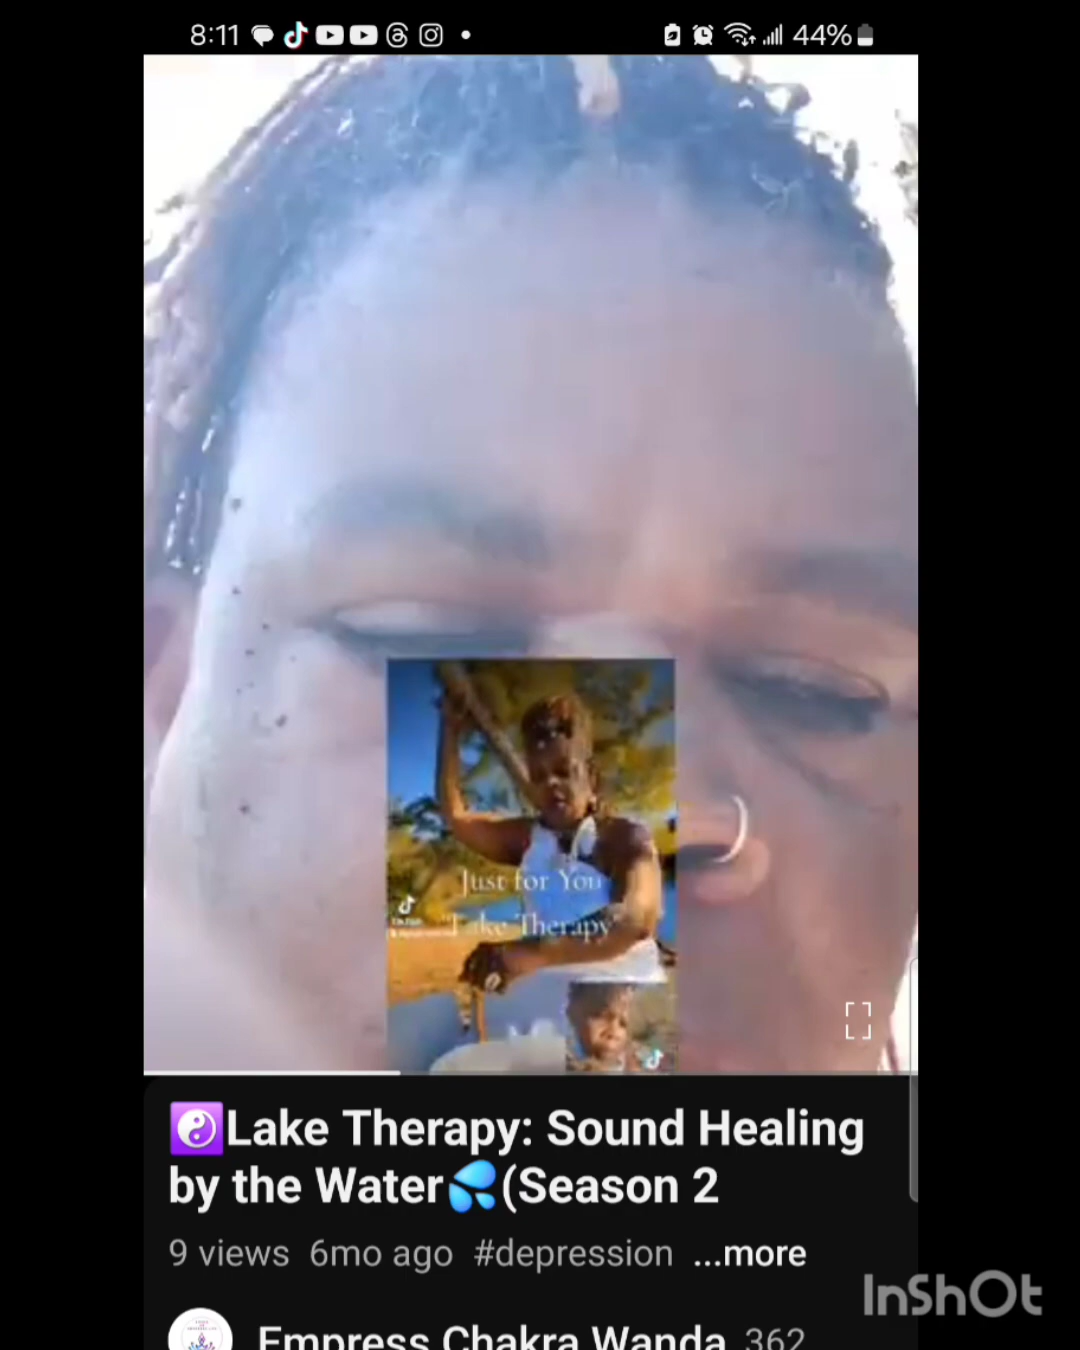 8:11
44%
Just for You
"Lake Therapy"
☯️Lake Therapy: Sound Healing
by the Water💦(Season 2
9 views 6mo ago #depression ...more
Empress Chakra Wanda 362
InShOt